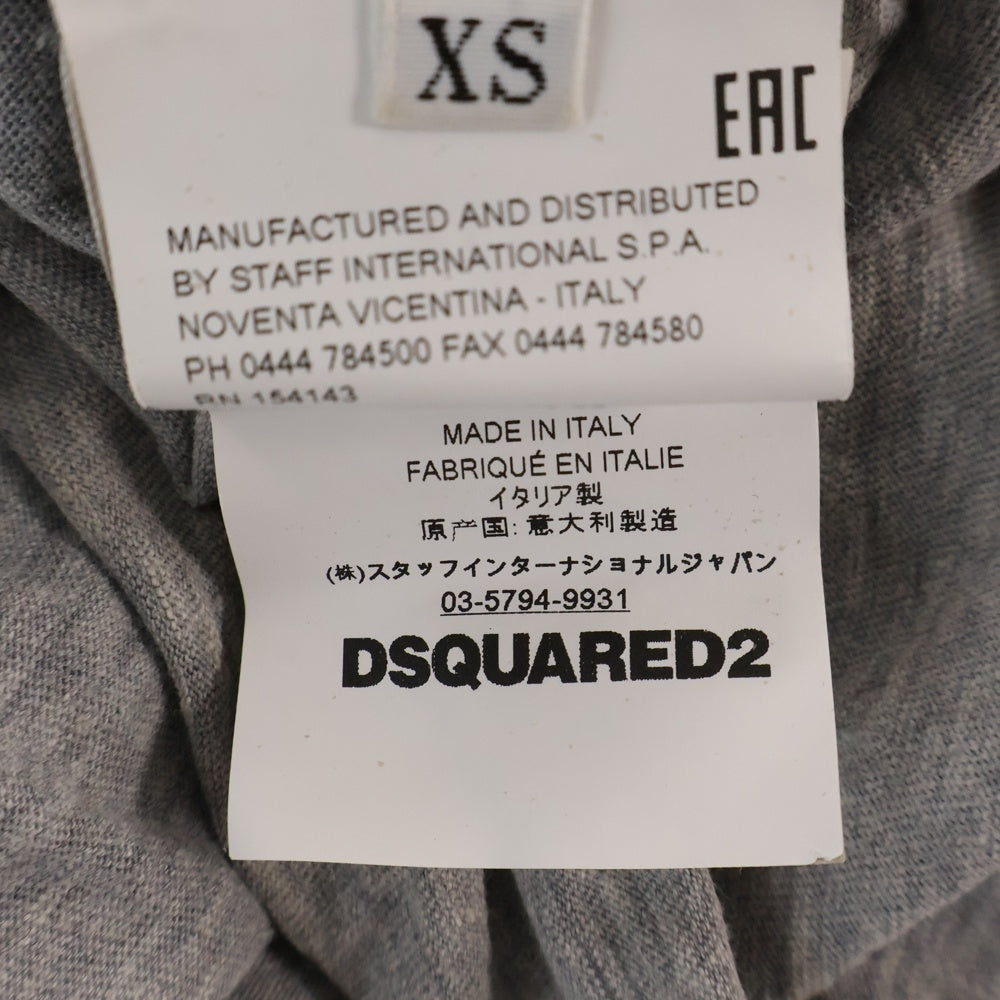 XS
EAC
MANUFACTURED AND DISTRIBUTED
BY STAFF INTERNATIONAL S.P.A.
NOVENTA VICENTINA - ITALY
PH 0444 784500 FAX 0444 784580
RN 154143
MADE IN ITALY
FABRIQUÉ EN ITALIE
イタリア製
原产国: 意大利製造
(株)スタッフインターナショナルジャパン
03-5794-9931
DSQUARED2